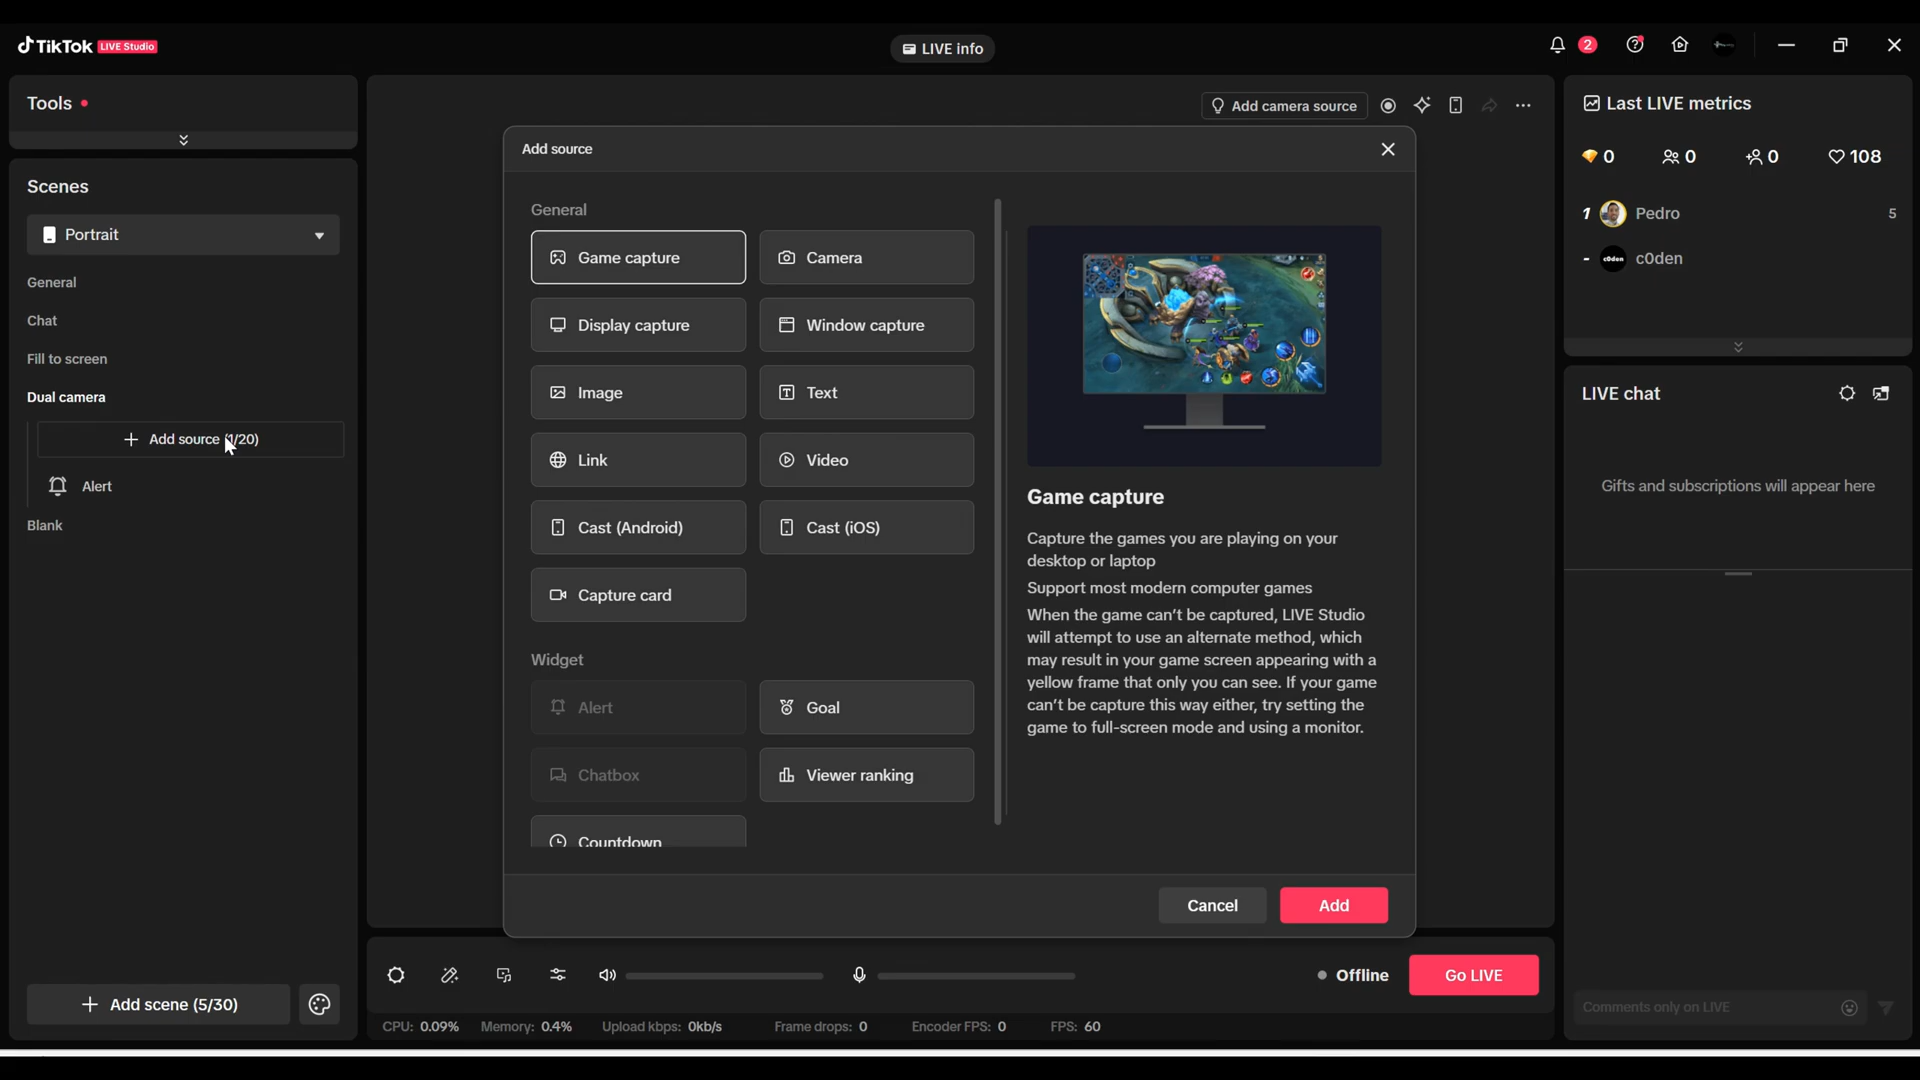 TikTok LIVE Studio
LIVE info
2
Tools
Add camera source
Last LIVE metrics
0 0 0 108
1 Pedro 5
- c0den c0den
Scenes
Portrait
General
Chat
Fill to screen
Dual camera
Add source (1/20)
Alert
Blank
Add scene (5/30)
Add source
General
Game capture
Camera
Display capture
Window capture
Image
Text
Link
Video
Cast (Android)
Cast (iOS)
Capture card
Widget
Alert
Goal
Chatbox
Viewer ranking
Countdown
Game capture
Capture the games you are playing on your
desktop or laptop
Support most modern computer games
When the game can't be captured, LIVE Studio
will attempt to use an alternate method, which
may result in your game screen appearing with a
yellow frame that only you can see. If your game
can't be capture this way either, try setting the
game to full-screen mode and using a monitor.
Cancel
Add
LIVE chat
Gifts and subscriptions will appear here
Comments only on LIVE
Offline
Go LIVE
CPU: 0.09% Memory: 0.4% Upload kbps: 0kb/s Frame drops: 0 Encoder FPS: 0 FPS: 60